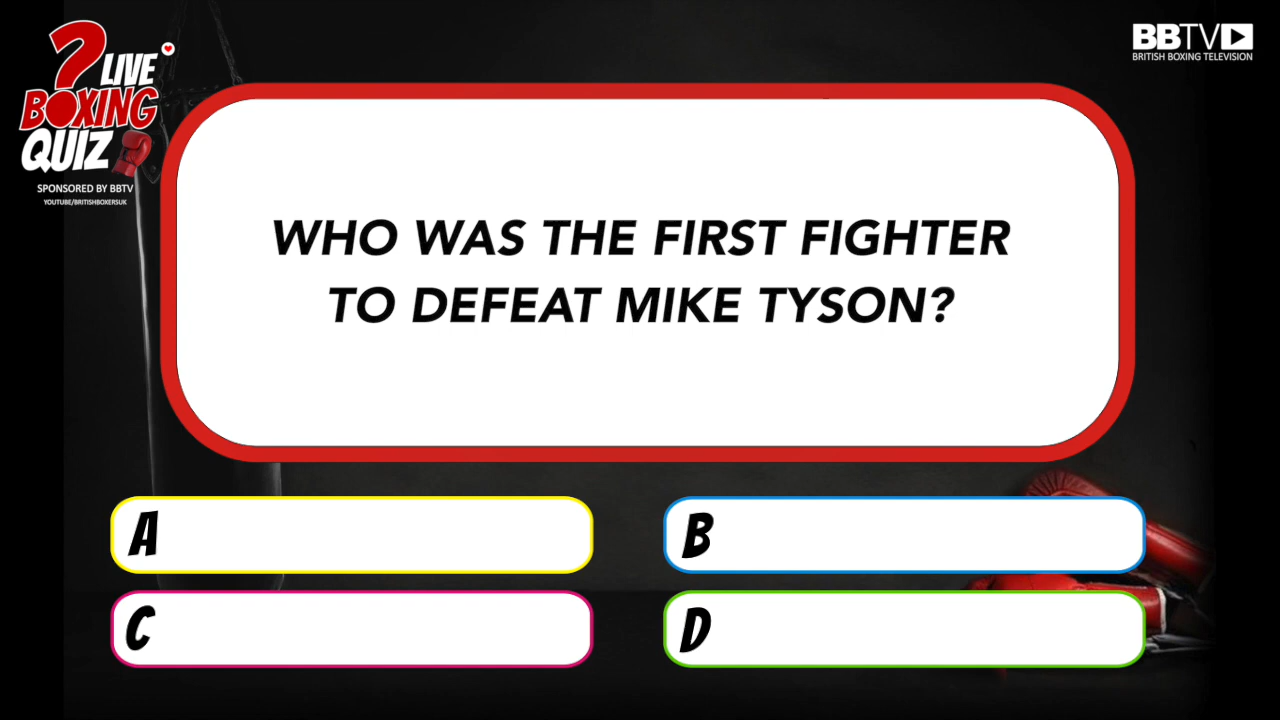 ? LIVE
BOXING
QUIZ
SPONSORED BY BBTV
YOUTUBE/BRITISHBOXERSUK
BBTV
BRITISH BOXING TELEVISION
WHO WAS THE FIRST FIGHTER
TO DEFEAT MIKE TYSON?
A
B
C
D